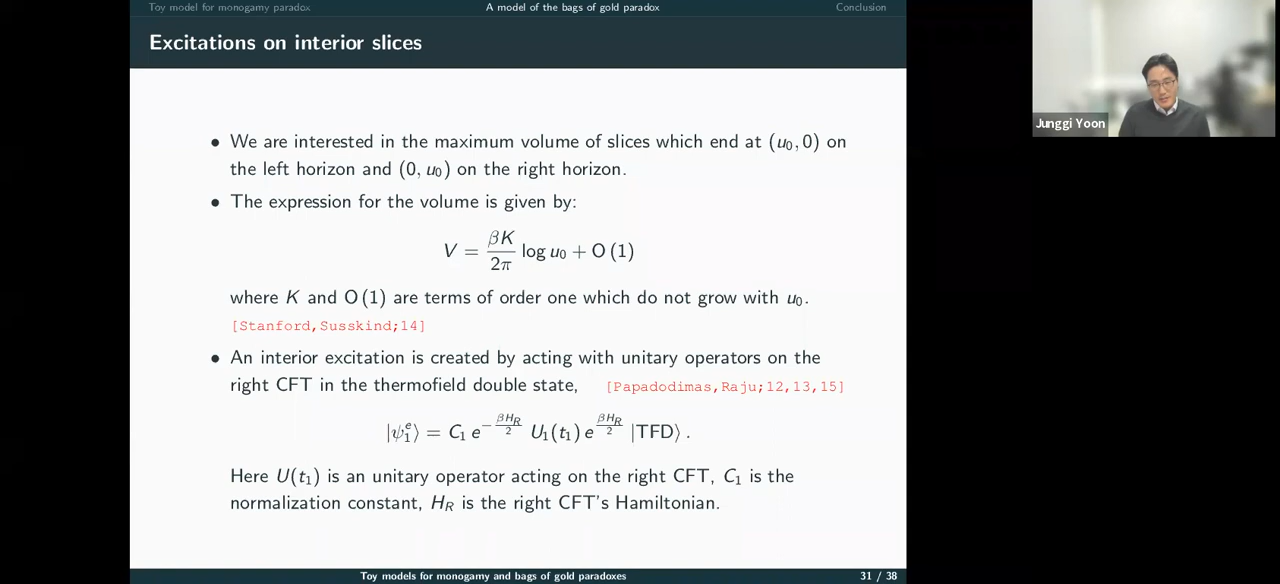 Toy model for monogamy paradox A model of the bags of gold paradox Conclusion
Excitations on interior slices
Junggi Yoon
• We are interested in the maximum volume of slices which end at (u₀, 0) on
the left horizon and (0, u₀) on the right horizon.
• The expression for the volume is given by:
V = βK/2π log u₀ + O (1)
where K and O (1) are terms of order one which do not grow with u₀.
[Stanford,Susskind;14]
• An interior excitation is created by acting with unitary operators on the
right CFT in the thermofield double state, [Papadodimas,Raju;12,13,15]
|ψ₁ᵉ⟩ = C₁ e^{-βH_R/2} U₁(t₁) e^{βH_R/2} |TFD⟩ .
Here U(t₁) is an unitary operator acting on the right CFT, C₁ is the
normalization constant, H_R is the right CFT's Hamiltonian.
Toy models for monogamy and bags of gold paradoxes 31 / 38